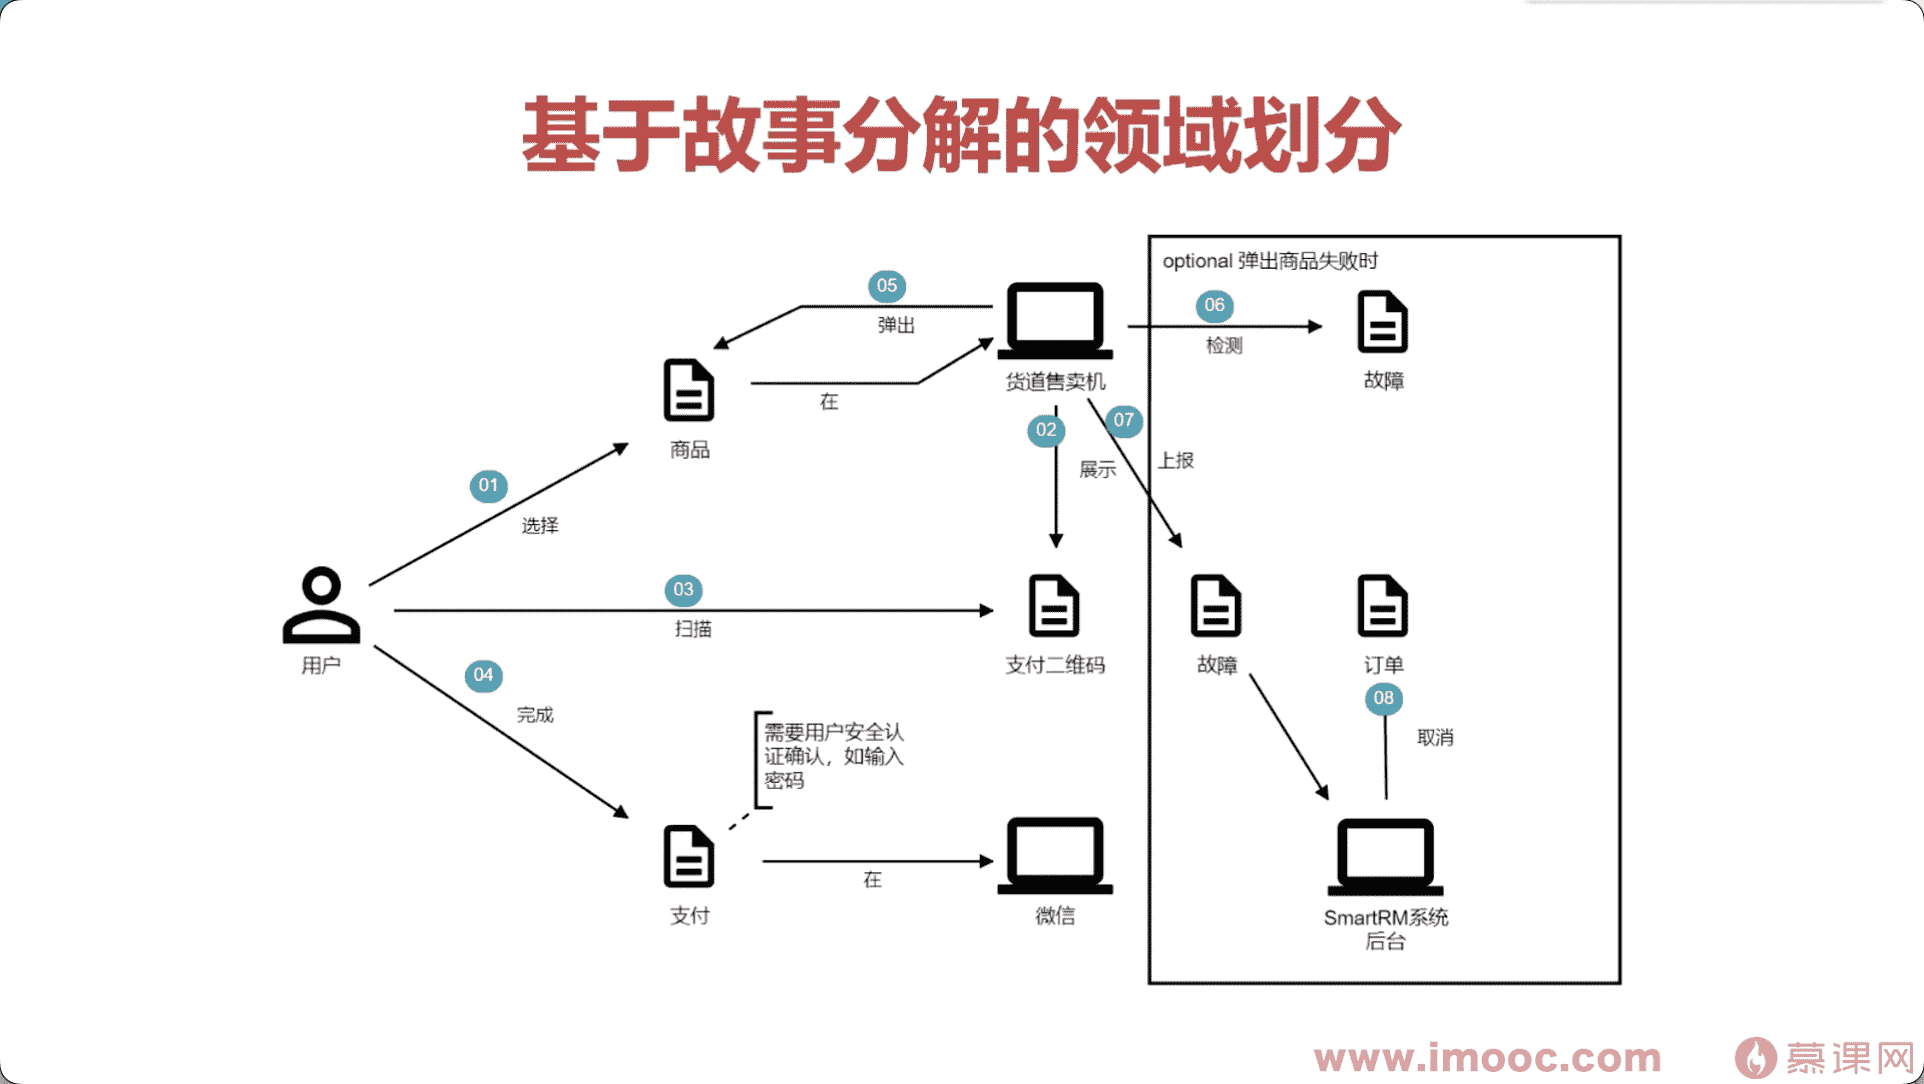 基于故事分解的领域划分
optional 弹出商品失败时
05
弹出
06
检测
在
货道售卖机
故障
商品
02
07
展示
上报
01
选择
03
扫描
用户
支付二维码
故障
订单
04
完成
08
取消
需要用户安全认
证确认，如输入
密码
在
支付
微信
SmartRM系统
后台
www.imooc.com
慕课网